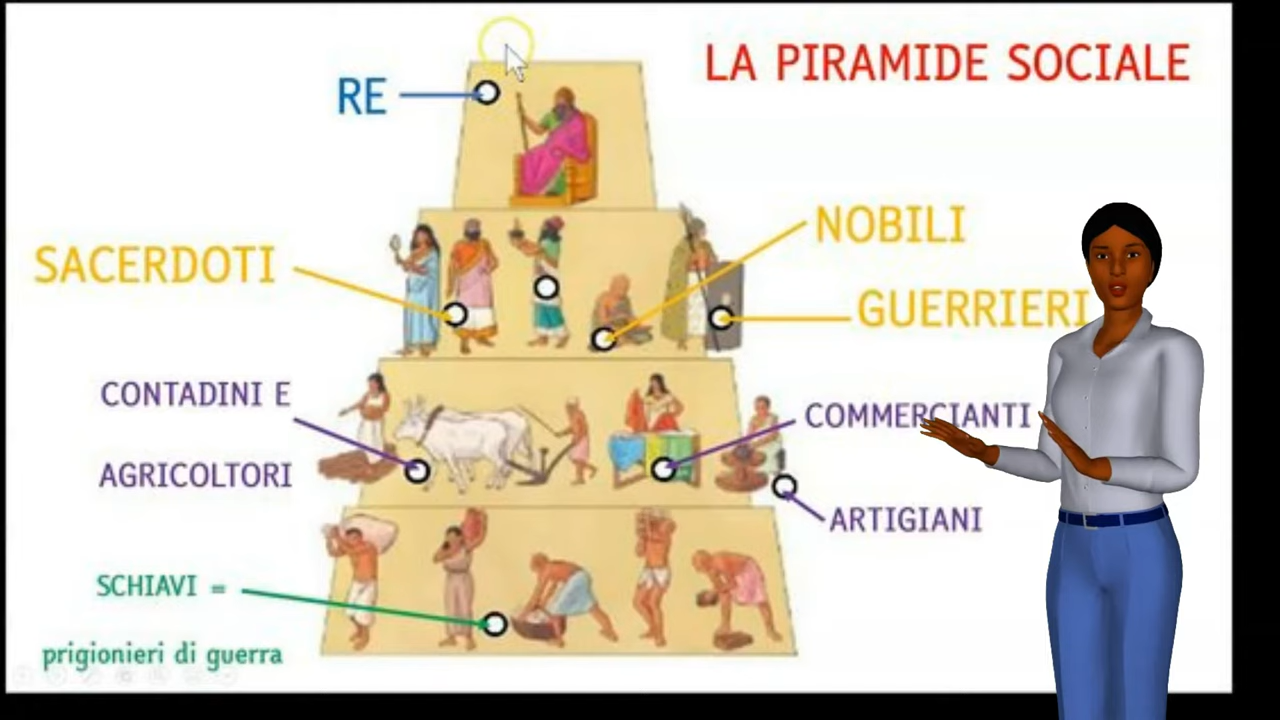 LA PIRAMIDE SOCIALE
RE
NOBILI
SACERDOTI
GUERRIERI
CONTADINI E
AGRICOLTORI
COMMERCIANTI
ARTIGIANI
SCHIAVI =
prigionieri di guerra